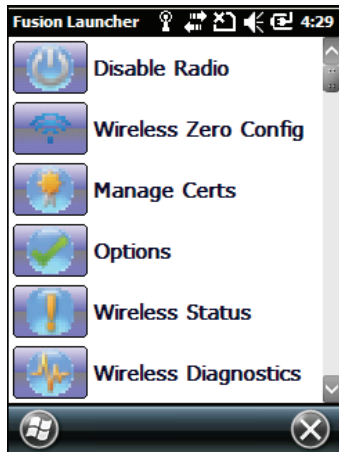 Fusion Launcher 4:29
Disable Radio
Wireless Zero Config
Manage Certs
Options
Wireless Status
Wireless Diagnostics